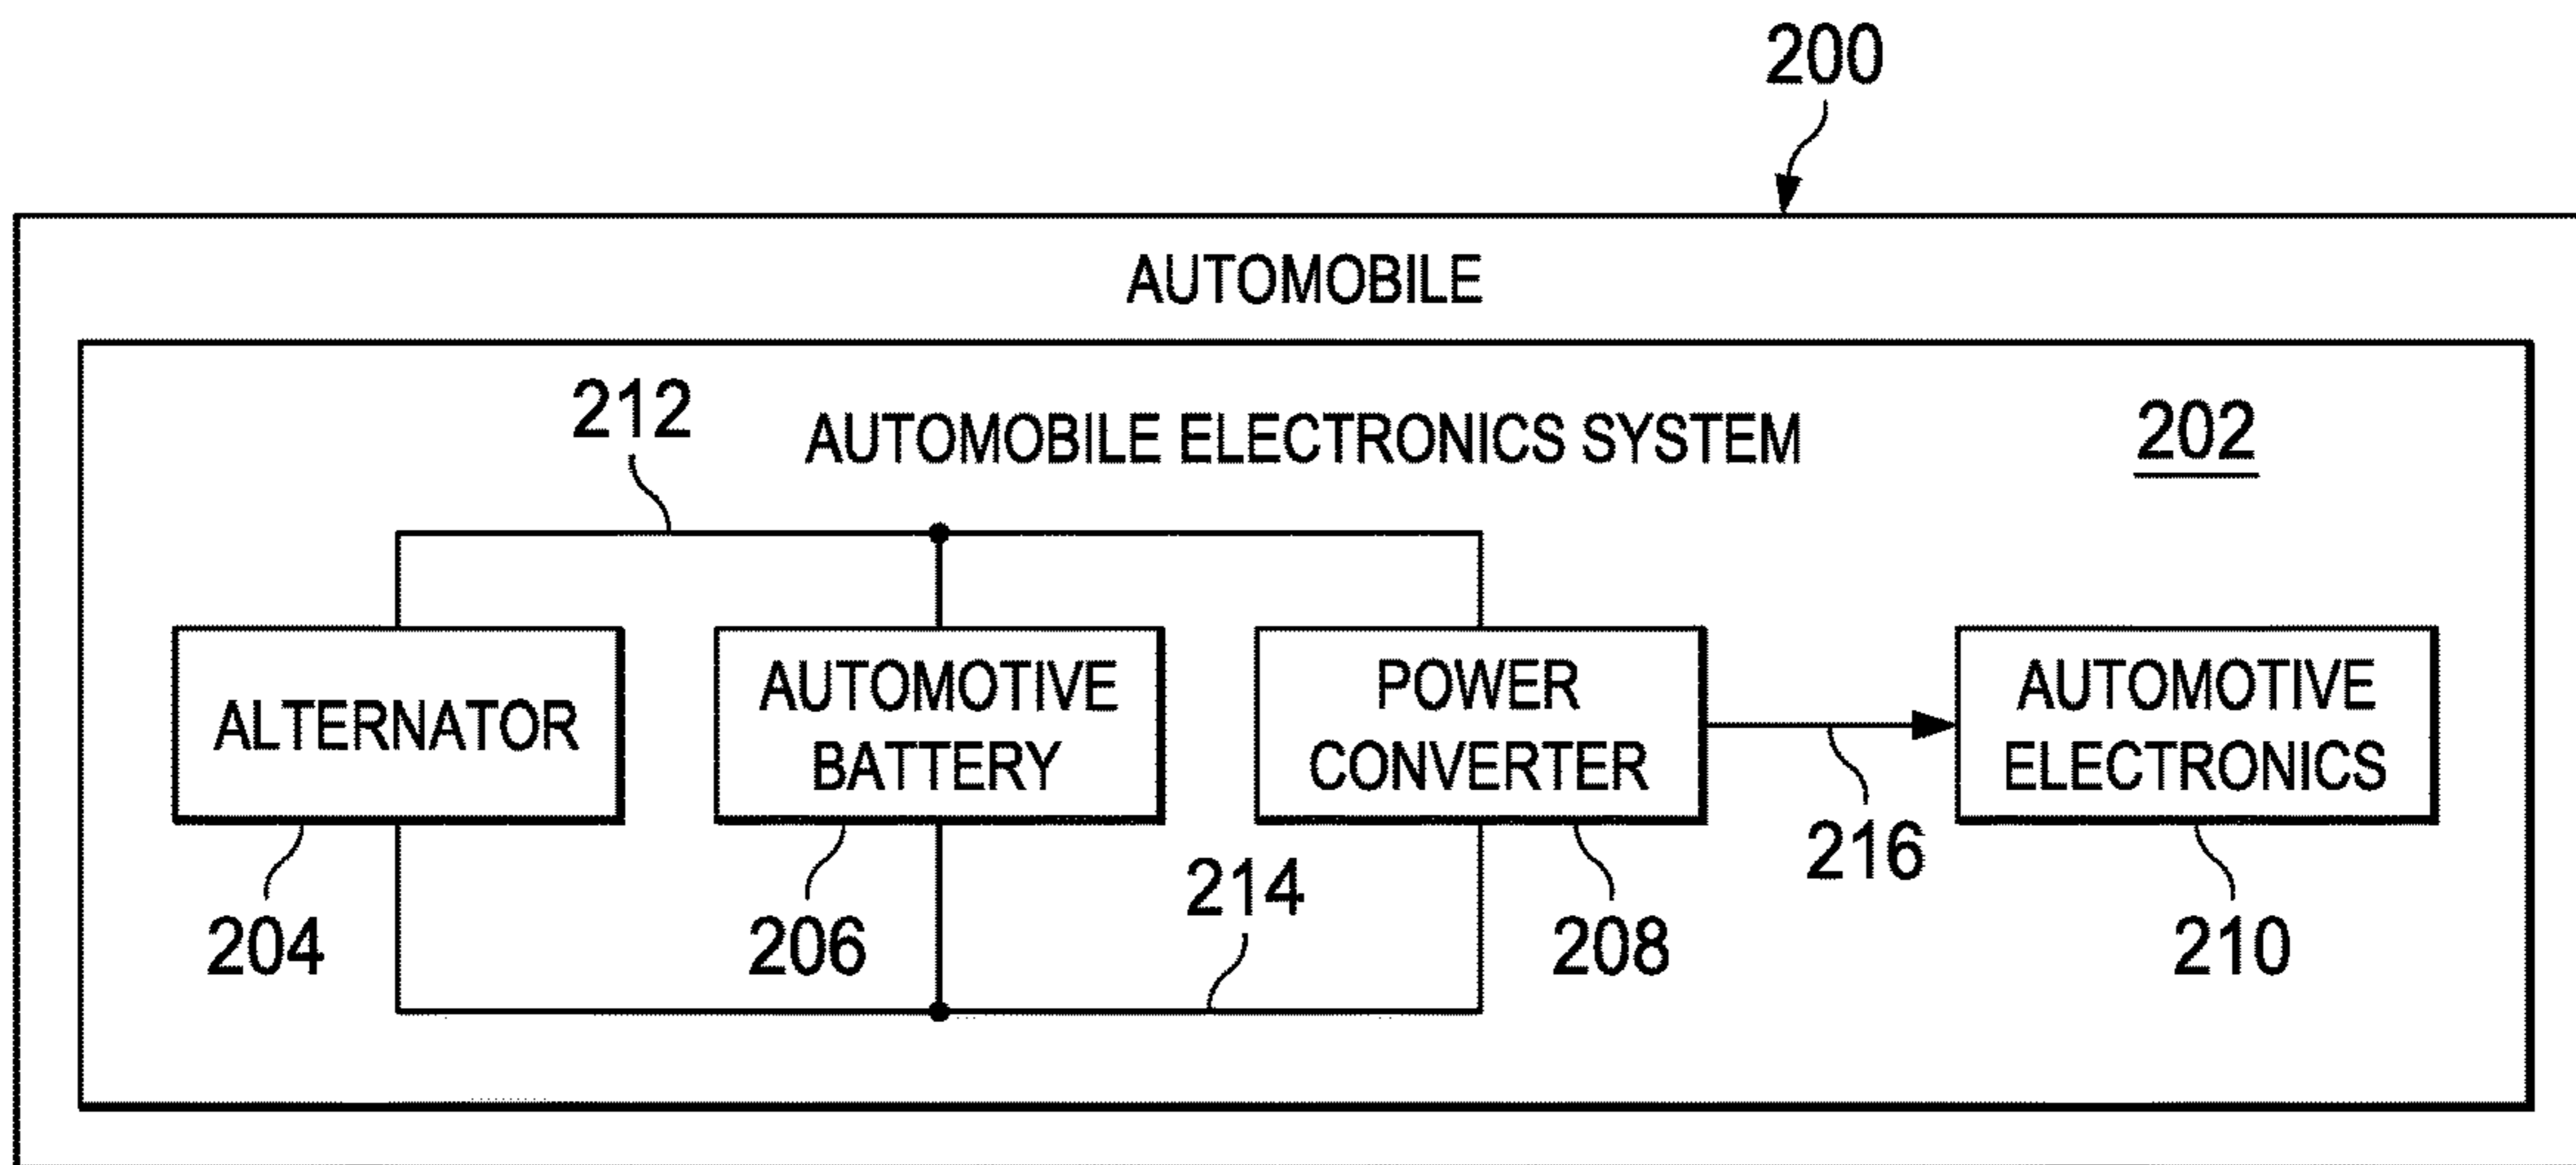 200
AUTOMOBILE
212
AUTOMOBILE ELECTRONICS SYSTEM
202
ALTERNATOR
AUTOMOTIVE
BATTERY
POWER
CONVERTER
AUTOMOTIVE
ELECTRONICS
204
206
214
208
216
210